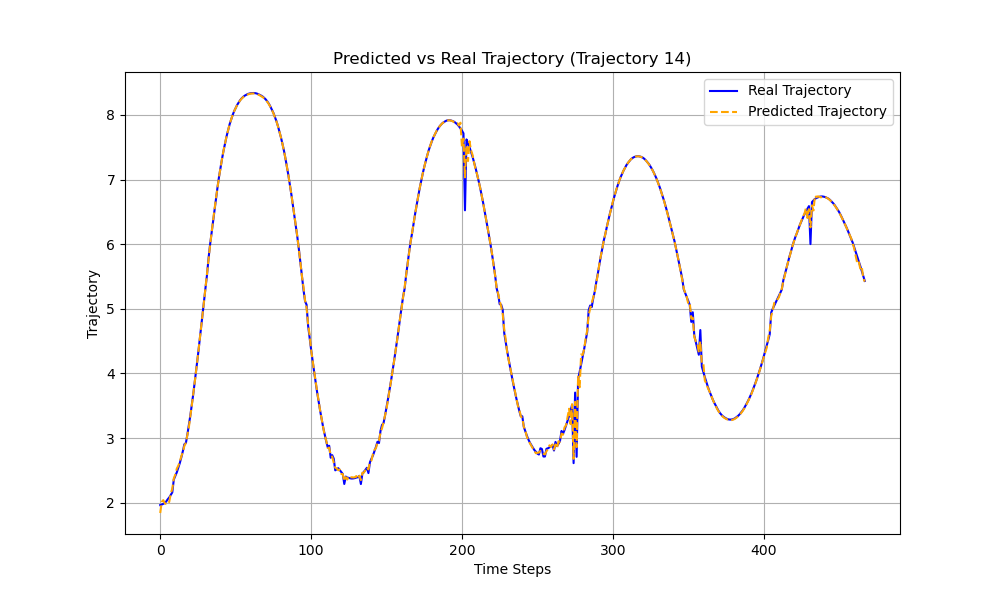 Predicted vs Real Trajectory (Trajectory 14)
Real Trajectory
Predicted Trajectory
8
7
6
5
4
3
2
Trajectory
0 100 200 300 400
Time Steps